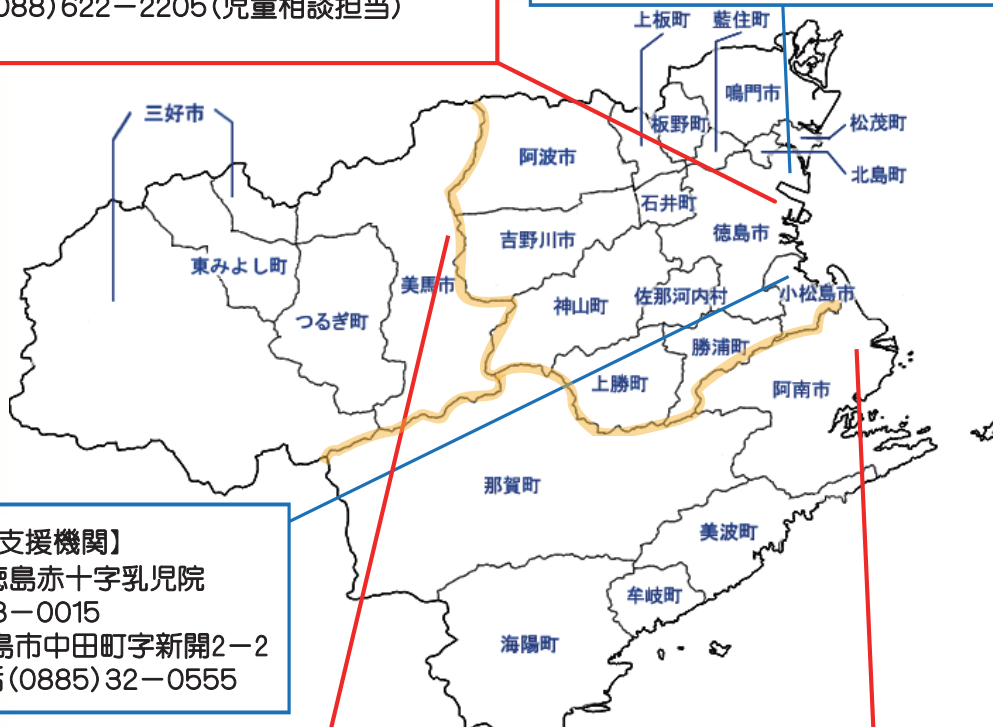 088)622−2205(児童相談担当)
上板町
藍住町
鳴門市
板野町
三好市
松茂町
阿波市
北島町
石井町
徳島市
吉野川市
東みよし町
美馬市
佐那河内村
小松島市
神山町
つるぎ町
勝浦町
上勝町
阿南市
那賀町
美波町
牟岐町
海陽町
支援機関】
徳島赤十字乳児院
3−0015
島市中田町字新開2−2
話(0885)32−0555